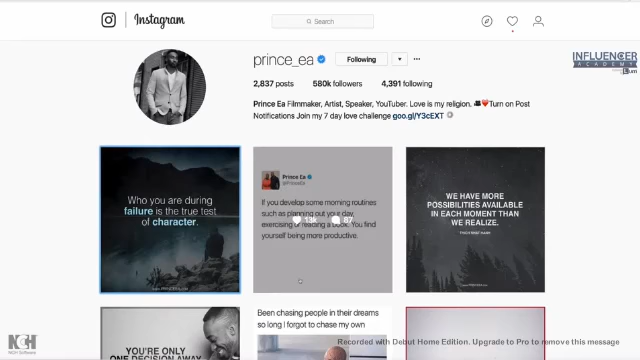 Instagram
Search
prince_ea
Following
2,837 posts 580k followers 4,391 following
Prince Ea Filmmaker, Artist, Speaker, YouTuber. Love is my religion. Turn on Post
Notifications Join my 7 day love challenge goo.gl/Y3cEXT
INFLUENCER
ACADEMY
Who you are during
failure is the true test
of character.
Prince Ea
@PrinceEa
If you develop some morning routines
such as planning out your day,
exercising or reading a book. You find
yourself being more productive.
67
WE HAVE MORE
POSSIBILITIES AVAILABLE
IN EACH MOMENT THAN
WE REALIZE.
YOU'RE ONLY
ONE DECISION AWAY
Been chasing people in their dreams
so long I forgot to chase my own
NCH
NCH Software
Recorded with Debut Home Edition. Upgrade to Pro to remove this message